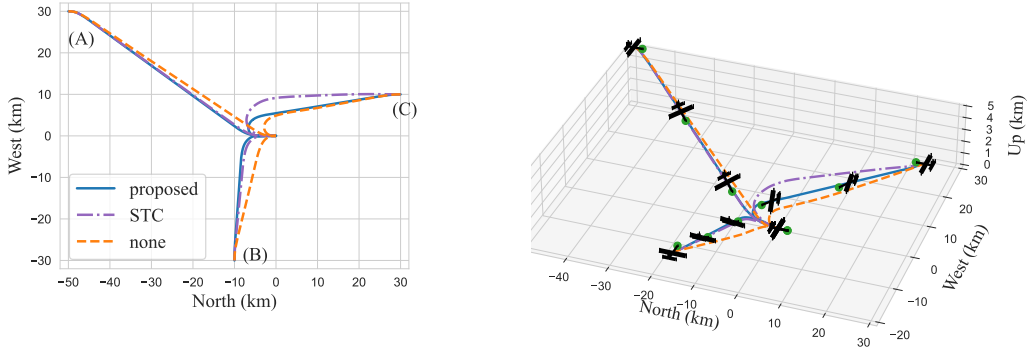 30
20
10
0
−10
−20
−30
West (km)
(A)
(C)
(B)
proposed
STC
none
−50 −40 −30 −20 −10 0 10 20 30
North (km)
5
4
3
2
1
0
Up (km)
30
20
10
0
−10
−20
West (km)
−40 −30 −20 −10 0 10 20 30
North (km)